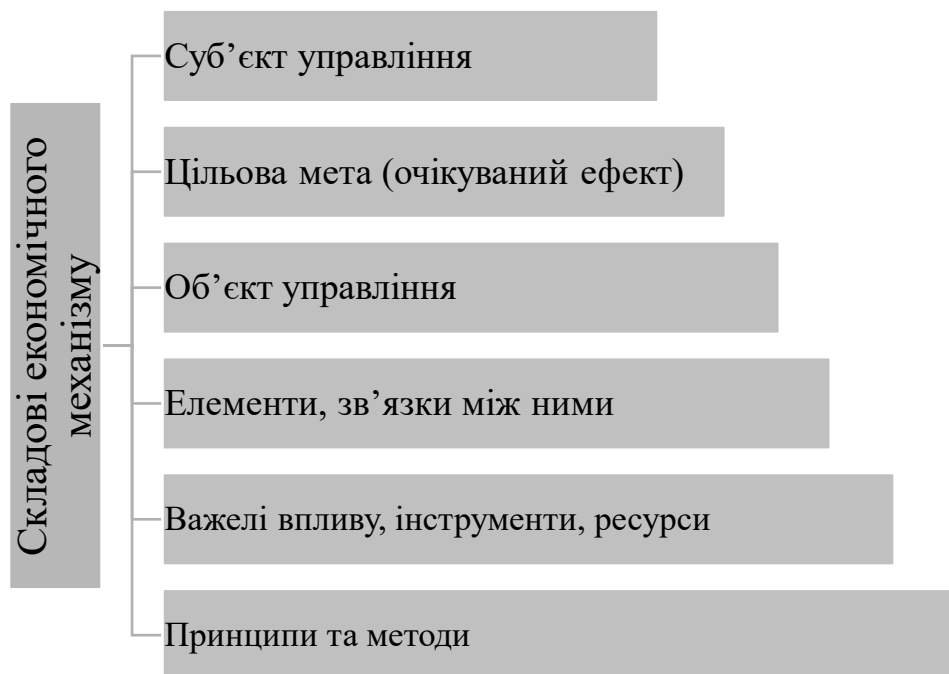 Складові економічного
механізму
Суб’єкт управління
Цільова мета (очікуваний ефект)
Об’єкт управління
Елементи, зв’язки між ними
Важелі впливу, інструменти, ресурси
Принципи та методи